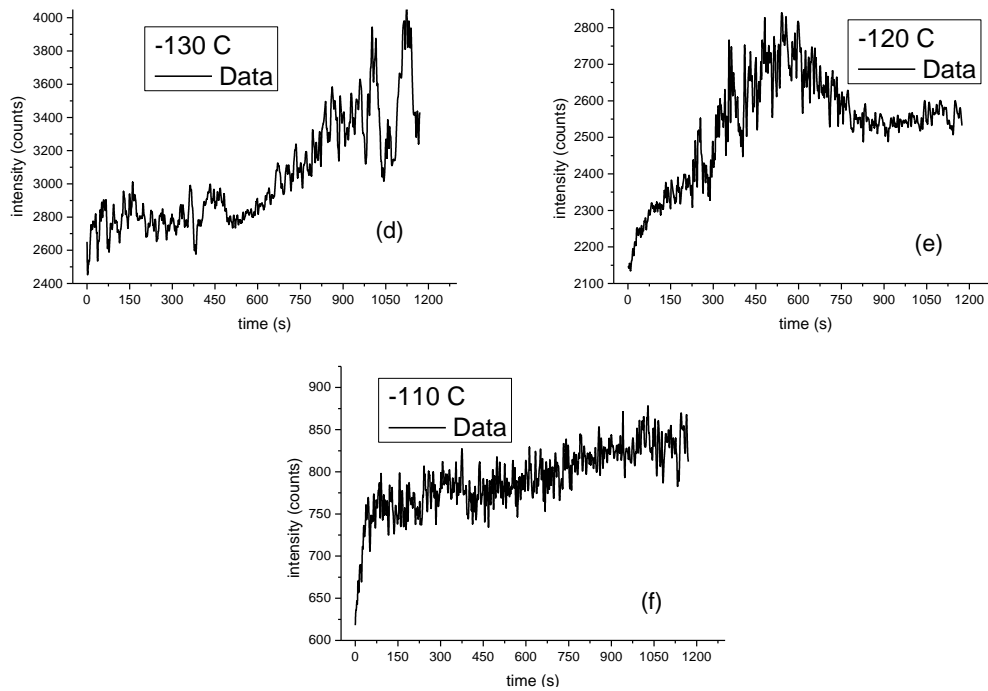 4000
3800
3600
3400
3200
3000
2800
2600
2400
intensity (counts)
-130 C
Data
(d)
0 150 300 450 600 750 900 1050 1200
time (s)
2800
2700
2600
2500
2400
2300
2200
2100
intensity (counts)
-120 C
Data
(e)
0 150 300 450 600 750 900 1050 1200
time (s)
900
850
800
750
700
650
600
intensity (counts)
-110 C
Data
(f)
0 150 300 450 600 750 900 1050 1200
time (s)